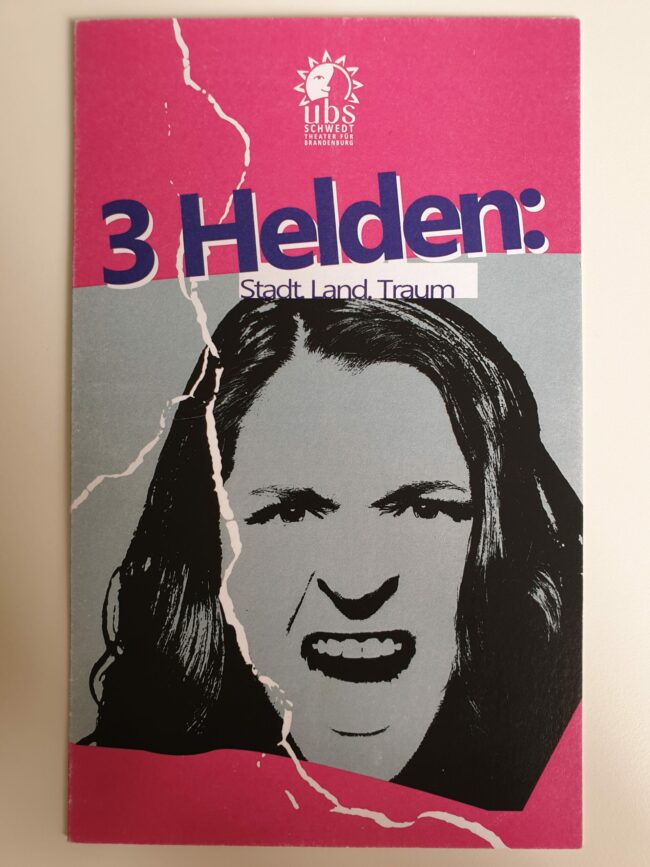 ubs
SCHWEDT
THEATER FÜR
BRANDENBURG
3 Helden:
Stadt. Land. Traum